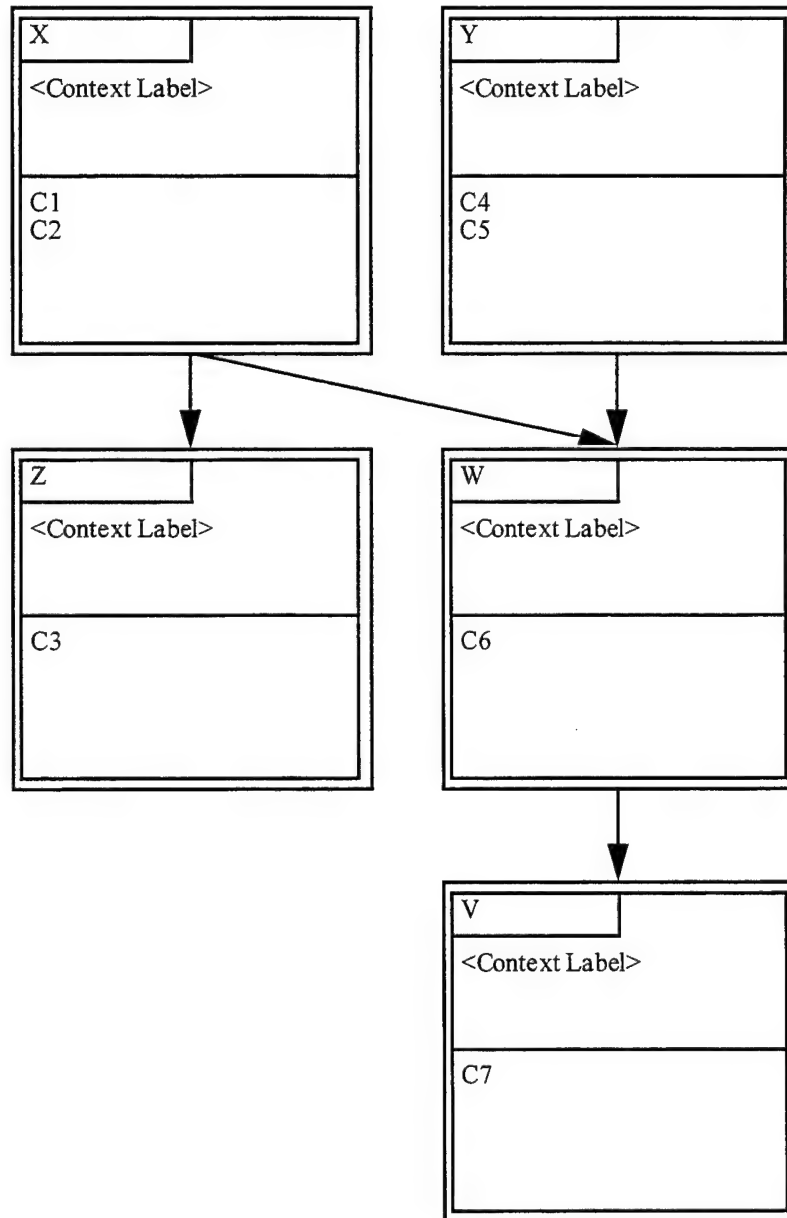 X
<Context Label>
C1
C2
Y
<Context Label>
C4
C5
Z
<Context Label>
C3
W
<Context Label>
C6
V
<Context Label>
C7